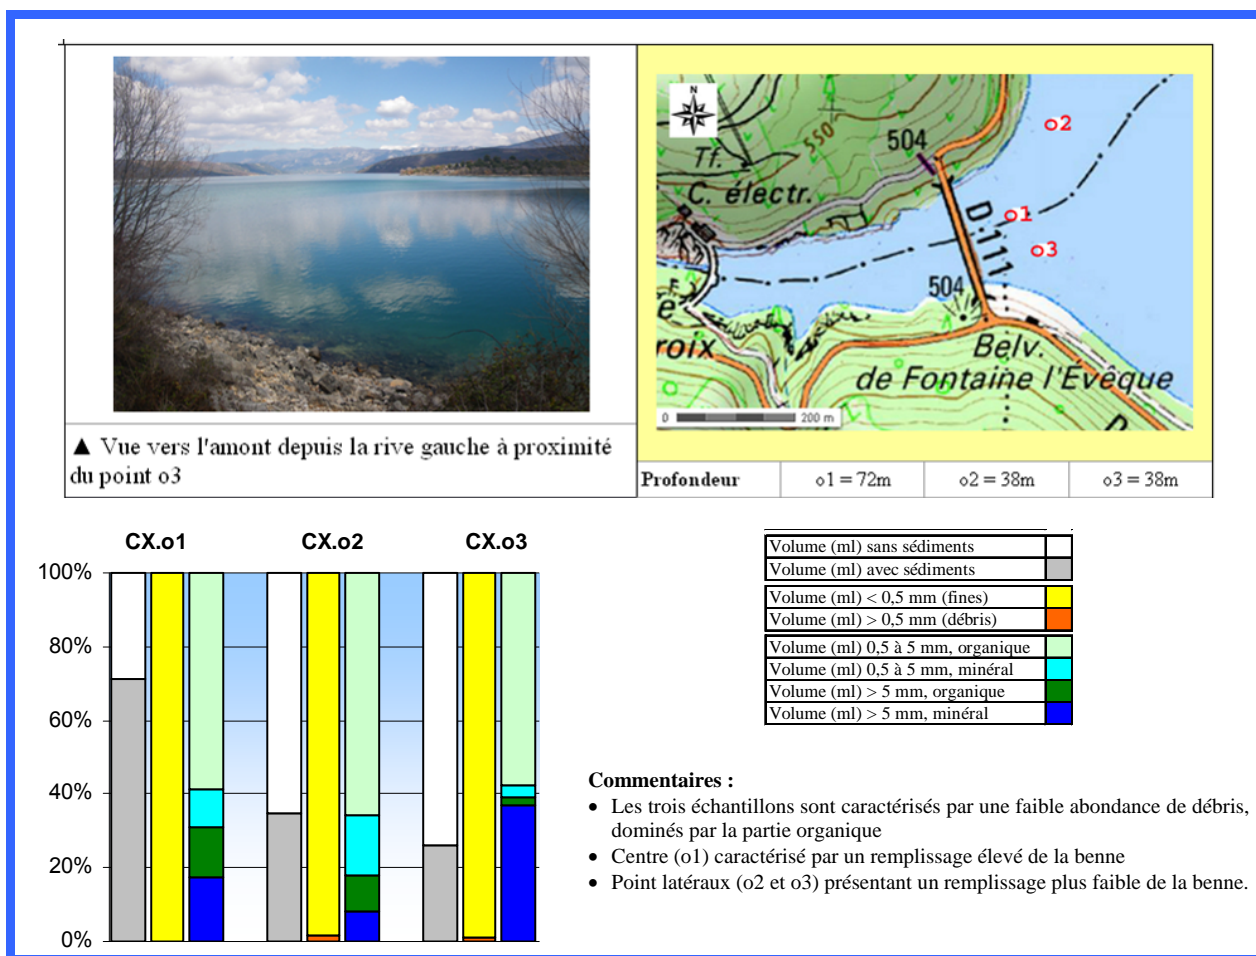 ▲ Vue vers l'amont depuis la rive gauche à proximité
du point o3
504
550
Tf.
C. électr.
o2
o1
o3
D 111
504
e
roix
Belv.
de Fontaine l'Évêque
D
0 200 m
Profondeur o1 = 72m o2 = 38m o3 = 38m
CX.o1 CX.o2 CX.o3
100%
80%
60%
40%
20%
0%
Volume (ml) sans sédiments
Volume (ml) avec sédiments
Volume (ml) < 0,5 mm (fines)
Volume (ml) > 0,5 mm (débris)
Volume (ml) 0,5 à 5 mm, organique
Volume (ml) 0,5 à 5 mm, minéral
Volume (ml) > 5 mm, organique
Volume (ml) > 5 mm, minéral
Commentaires :
• Les trois échantillons sont caractérisés par une faible abondance de débris,
dominés par la partie organique
• Centre (o1) caractérisé par un remplissage élevé de la benne
• Point latéraux (o2 et o3) présentant un remplissage plus faible de la benne.